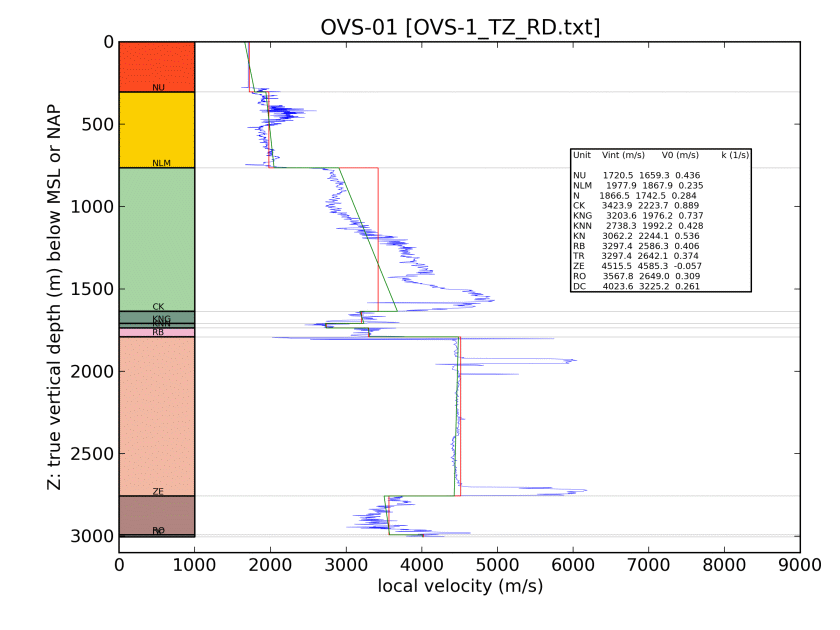 OVS-01 [OVS-1_TZ_RD.txt]
0
500
1000
1500
2000
2500
3000
Z: true vertical depth (m) below MSL or NAP
NU
NLM
CK
KNG
KNN
RB
ZE
RO
Unit Vint (m/s) V0 (m/s) k (1/s)
NU 1720.5 1659.3 0.436
NLM 1977.9 1867.9 0.235
N 1866.5 1742.5 0.284
CK 3423.9 2223.7 0.889
KNG 3203.6 1976.2 0.737
KNN 2738.3 1992.2 0.428
KN 3062.2 2244.1 0.536
RB 3297.4 2586.3 0.406
TR 3297.4 2642.1 0.374
ZE 4515.5 4585.3 -0.057
RO 3567.8 2649.0 0.309
DC 4023.6 3225.2 0.261
0 1000 2000 3000 4000 5000 6000 7000 8000 9000
local velocity (m/s)